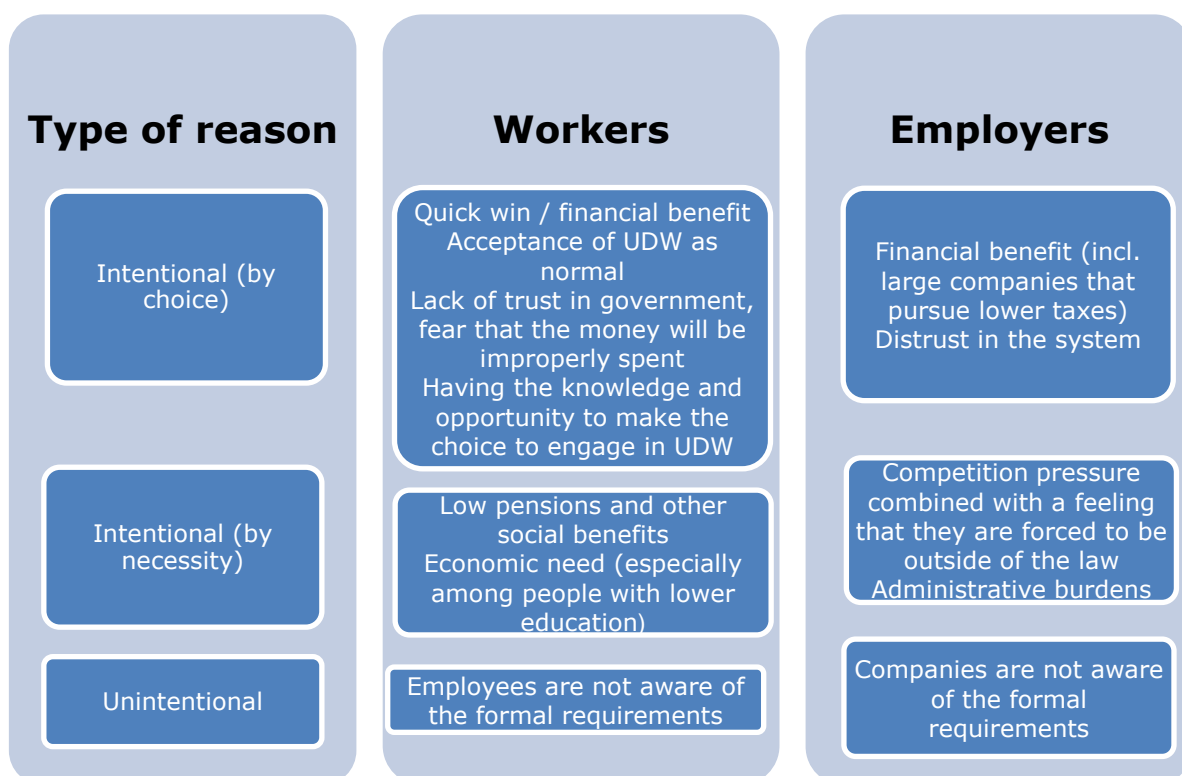 Type of reason
Workers
Employers
Intentional (by
choice)
Quick win / financial benefit
Acceptance of UDW as
normal
Lack of trust in government,
fear that the money will be
improperly spent
Having the knowledge and
opportunity to make the
choice to engage in UDW
Financial benefit (incl.
large companies that
pursue lower taxes)
Distrust in the system
Intentional (by
necessity)
Low pensions and other
social benefits
Economic need (especially
among people with lower
education)
Competition pressure
combined with a feeling
that they are forced to be
outside of the law
Administrative burdens
Unintentional
Employees are not aware of
the formal requirements
Companies are not aware
of the formal
requirements